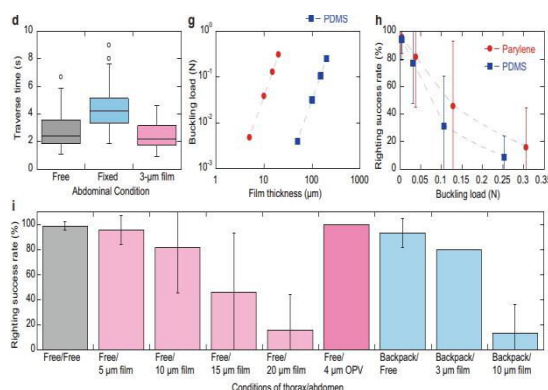 d
Traverse time (s)
10
8
6
4
2
0
Free
Fixed
3-μm film
Abdominal Condition
g
PDMS
Buckling load (N)
10⁰
10⁻¹
10⁻²
10⁻³
1
10
100
1000
Film thickness (μm)
h
Parylene
PDMS
Righting success rate (%)
100
80
60
40
20
0
0 0.05 0.1 0.15 0.2 0.25 0.3 0.35
Buckling load (N)
i
Righting success rate (%)
100
80
60
40
20
0
Free/Free
Free/
5 μm film
Free/
10 μm film
Free/
15 μm film
Free/
20 μm film
Free/
4 μm OPV
Backpack/
Free
Backpack/
3 μm film
Backpack/
10 μm film
Conditions of thorax/abdomen